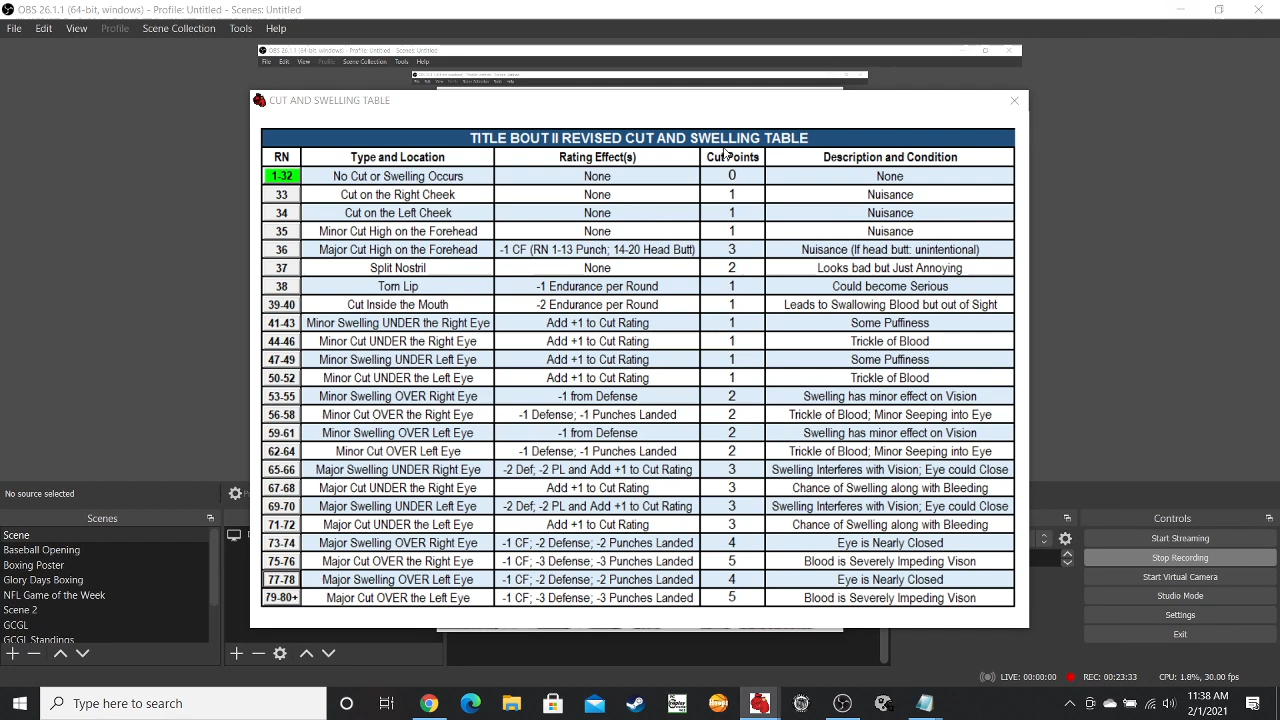 OBS 26.1.1 (64-bit, windows) - Profile: Untitled - Scenes: Untitled
File Edit View Profile Scene Collection Tools Help
OBS 26.1.1 (64-bit, windows) - Profile: Untitled - Scenes: Untitled
File Edit View Profile Scene Collection Tools Help
CUT AND SWELLING TABLE
TITLE BOUT II REVISED CUT AND SWELLING TABLE
RN Type and Location Rating Effect(s) Cut Points Description and Condition
1-32 No Cut or Swelling Occurs None 0 None
33 Cut on the Right Cheek None 1 Nuisance
34 Cut on the Left Cheek None 1 Nuisance
35 Minor Cut High on the Forehead None 1 Nuisance
36 Major Cut High on the Forehead -1 CF (RN 1-13 Punch; 14-20 Head Butt) 3 Nuisance (If head butt: unintentional)
37 Split Nostril None 2 Looks bad but Just Annoying
38 Torn Lip -1 Endurance per Round 1 Could become Serious
39-40 Cut Inside the Mouth -2 Endurance per Round 1 Leads to Swallowing Blood but out of Sight
41-43 Minor Swelling UNDER the Right Eye Add +1 to Cut Rating 1 Some Puffiness
44-46 Minor Cut UNDER the Right Eye Add +1 to Cut Rating 1 Trickle of Blood
47-49 Minor Swelling UNDER Left Eye Add +1 to Cut Rating 1 Some Puffiness
50-52 Minor Cut UNDER the Left Eye Add +1 to Cut Rating 1 Trickle of Blood
53-55 Minor Swelling OVER Right Eye -1 from Defense 2 Swelling has minor effect on Vision
56-58 Minor Cut OVER the Right Eye -1 Defense; -1 Punches Landed 2 Trickle of Blood; Minor Seeping into Eye
59-61 Minor Swelling OVER Left Eye -1 from Defense 2 Swelling has minor effect on Vision
62-64 Minor Cut OVER Left Eye -1 Defense; -1 Punches Landed 2 Trickle of Blood; Minor Seeping into Eye
65-66 Major Swelling UNDER Right Eye -2 Def; -2 PL and Add +1 to Cut Rating 3 Swelling Interferes with Vision; Eye could Close
67-68 Major Cut UNDER the Right Eye Add +1 to Cut Rating 3 Chance of Swelling along with Bleeding
69-70 Major Swelling UNDER Left Eye -2 Def; -2 PL and Add +1 to Cut Rating 3 Swelling Interferes with Vision; Eye could Close
71-72 Major Cut UNDER the Left Eye Add +1 to Cut Rating 3 Chance of Swelling along with Bleeding
73-74 Major Swelling OVER Right Eye -1 CF; -2 Defense; -2 Punches Landed 4 Eye is Nearly Closed
75-76 Major Cut OVER the Right Eye -1 CF; -3 Defense; -3 Punches Landed 5 Blood is Severely Impeding Vison
77-78 Major Swelling OVER Left Eye -1 CF; -2 Defense; -2 Punches Landed 4 Eye is Nearly Closed
79-80+ Major Cut OVER the Left Eye -1 CF; -3 Defense; -3 Punches Landed 5 Blood is Severely Impeding Vison
No source selected
Scenes
Scene
Baseball Opening
Boxing Poster
Glory Days Boxing
NFL Game of the Week
Scene 2
GCGL
GCGL Standings
Controls
Start Streaming
Stop Recording
Start Virtual Camera
Studio Mode
Settings
Exit
LIVE: 00:00:00 REC: 00:23:33 CPU: 1.8%, 30.00 fps
Type here to search
11:38 AM
2/1/2021